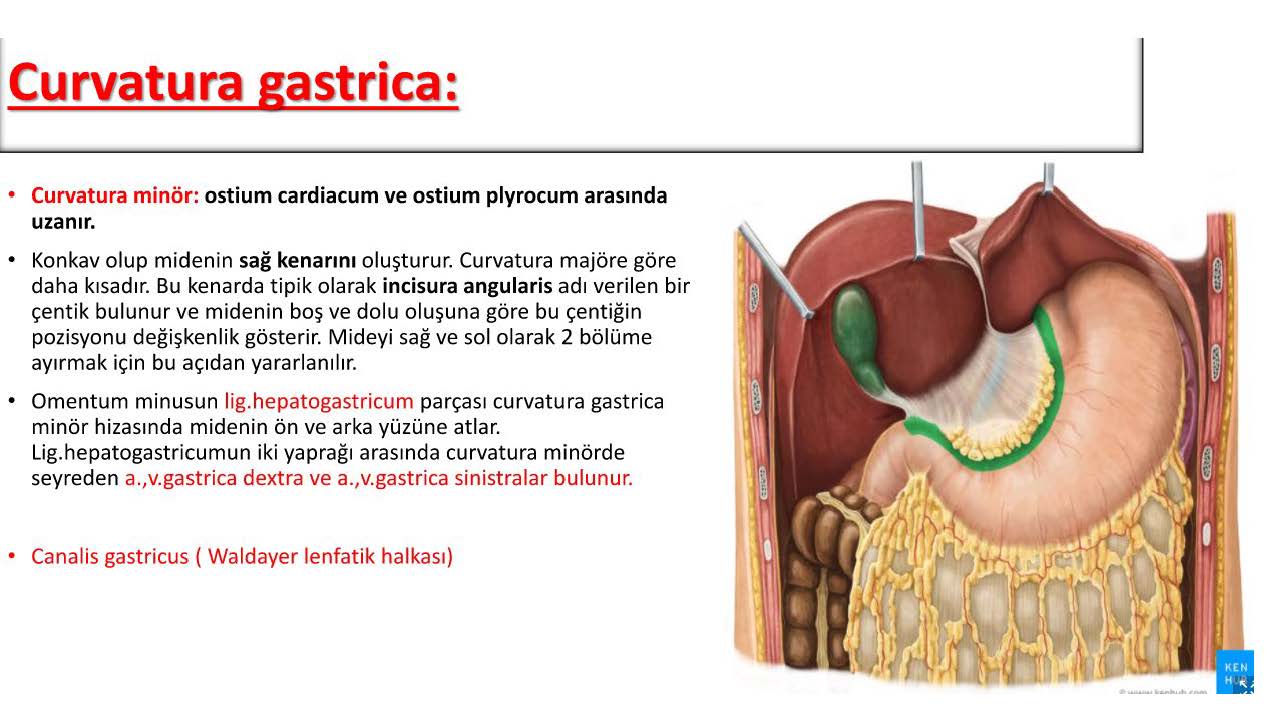 Curvatura gastrica:
• Curvatura minör: ostium cardiacum ve ostium plyrocum arasında
uzanır.
• Konkav olup midenin sağ kenarını oluşturur. Curvatura majöre göre
daha kısadır. Bu kenarda tipik olarak incisura angularis adı verilen bir
çentik bulunur ve midenin boş ve dolu oluşuna göre bu çentiğin
pozisyonu değişkenlik gösterir. Mideyi sağ ve sol olarak 2 bölüme
ayırmak için bu açıdan yararlanılır.
• Omentum minusun lig.hepatogastricum parçası curvatura gastrica
minör hizasında midenin ön ve arka yüzüne atlar.
Lig.hepatogastricumun iki yaprağı arasında curvatura minörde
seyreden a.,v.gastrica dextra ve a.,v.gastrica sinistralar bulunur.
• Canalis gastricus ( Waldayer lenfatik halkası)
KEN
HUB
© www.kenhub.com